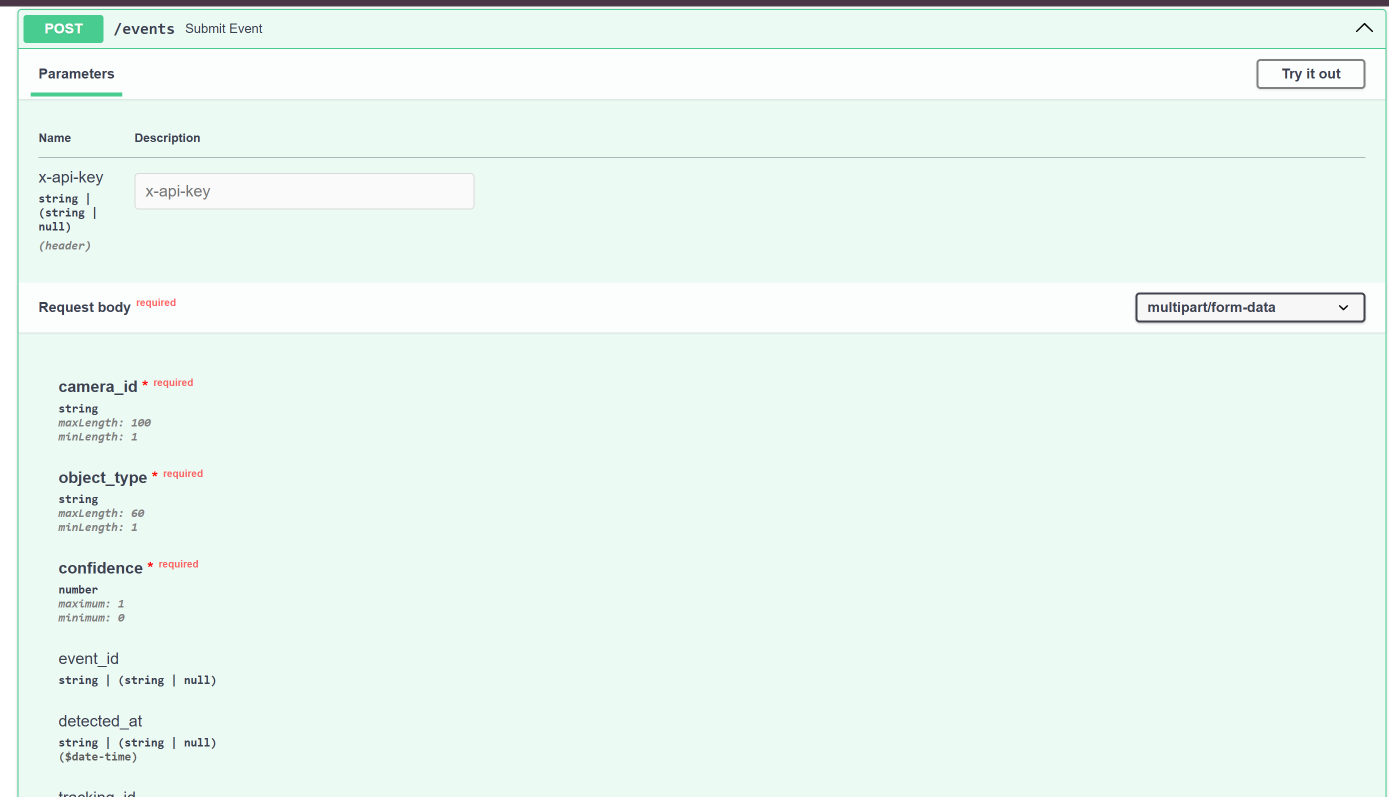 POST /events Submit Event
Parameters Try it out
Name Description
x-api-key
string |
(string |
null)
(header)
x-api-key
Request body required multipart/form-data
camera_id * required
string
maxLength: 100
minLength: 1
object_type * required
string
maxLength: 60
minLength: 1
confidence * required
number
maximum: 1
minimum: 0
event_id
string | (string | null)
detected_at
string | (string | null)
($date-time)
tracking_id